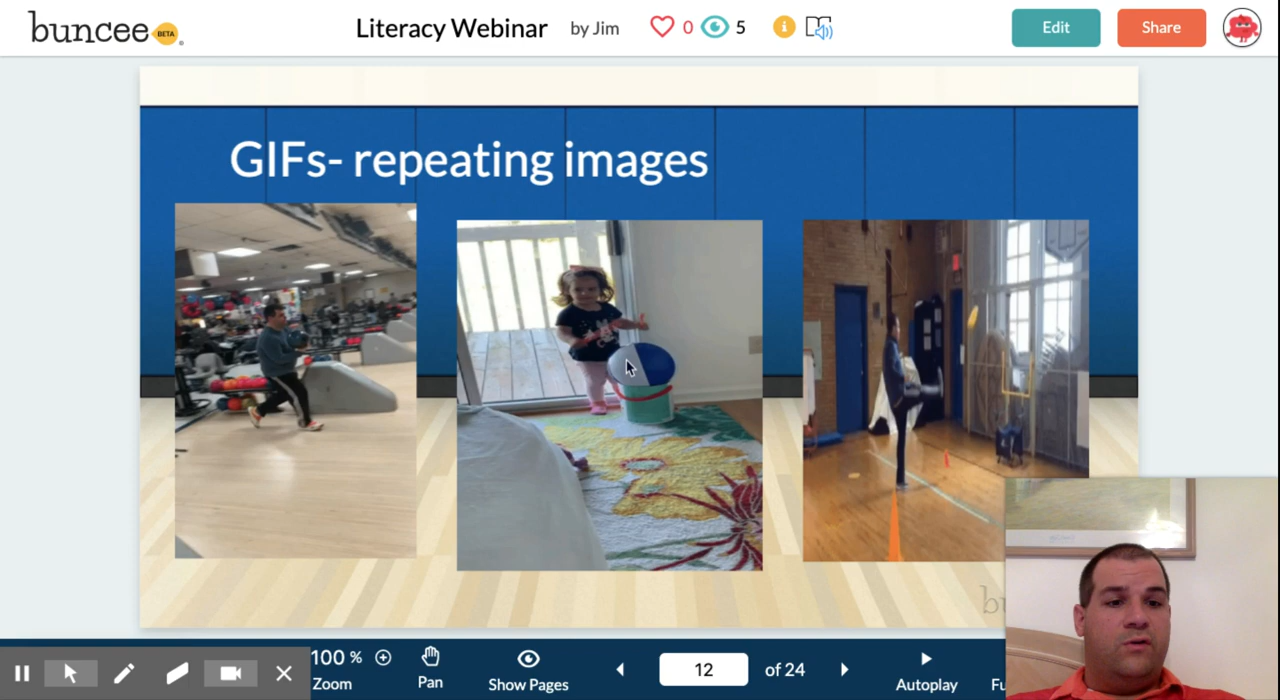 buncee BETA
Literacy Webinar by Jim 0 5 Edit Share
GIFs- repeating images
100 %
Zoom
Pan
Show Pages
12 of 24
Autoplay
Fu